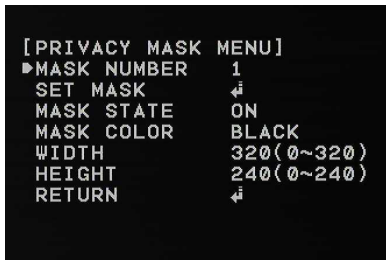 [PRIVACY MASK MENU]
MASK NUMBER 1
SET MASK ↲
MASK STATE ON
MASK COLOR BLACK
WIDTH 320(0~320)
HEIGHT 240(0~240)
RETURN ↲